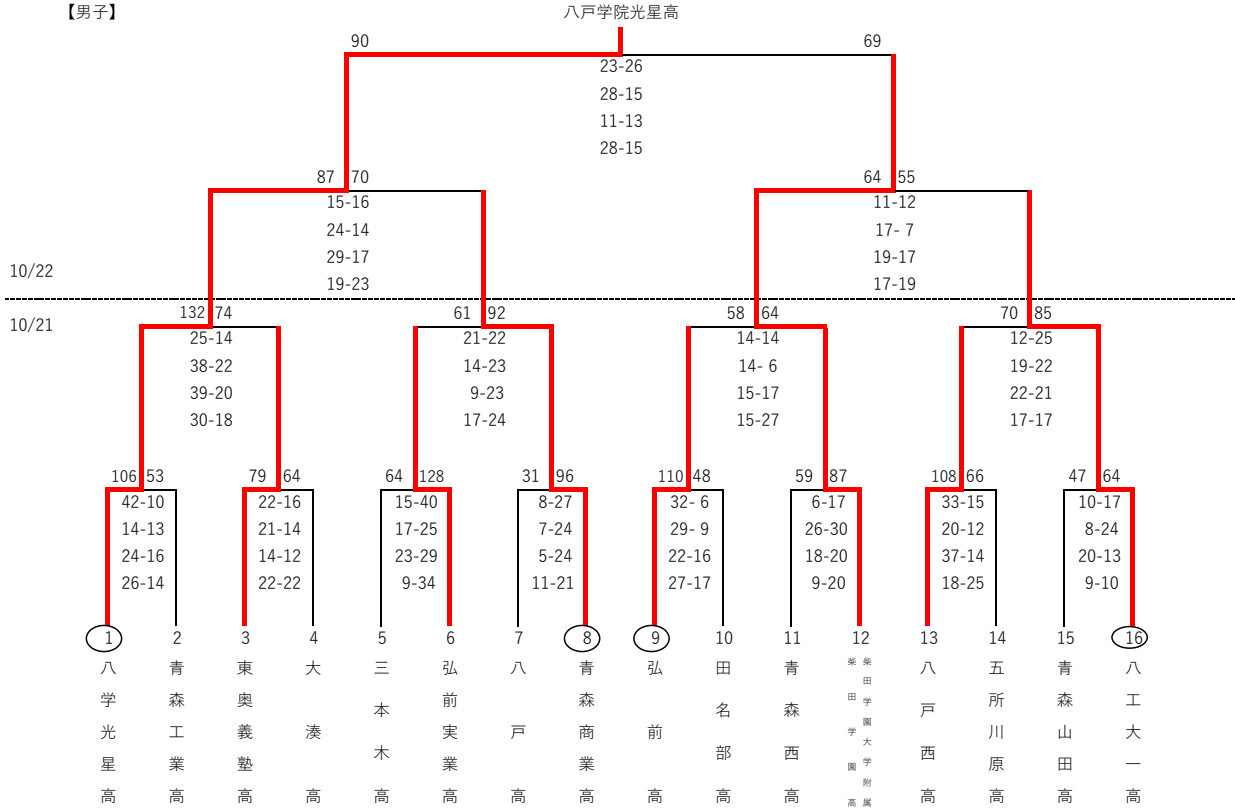 【男子】
八戸学院光星高
90 69
23-26
28-15
11-13
28-15
87 70 64 55
15-16 11-12
24-14 17- 7
29-17 19-17
19-23 17-19
10/22
10/21
132 74 61 92 58 64 70 85
25-14 21-22 14-14 12-25
38-22 14-23 14- 6 19-22
39-20 9-23 15-17 22-21
30-18 17-24 15-27 17-17
106 53 79 64 64 128 31 96 110 48 59 87 108 66 47 64
42-10 22-16 15-40 8-27 32- 6 6-17 33-15 10-17
14-13 21-14 17-25 7-24 29- 9 26-30 20-12 8-24
24-16 14-12 23-29 5-24 22-16 18-20 37-14 20-13
26-14 22-22 9-34 11-21 27-17 9-20 18-25 9-10
1 2 3 4 5 6 7 8 9 10 11 12 13 14 15 16
八学光星高
青森工業高
東奥義塾高
大湊高
三本木高
弘前実業高
八戸高
青森商業高
弘前高
田名部高
青森西高
柴田学園大学附属
柴田学園高
八戸西高
五所川原高
青森山田高
八工大一高